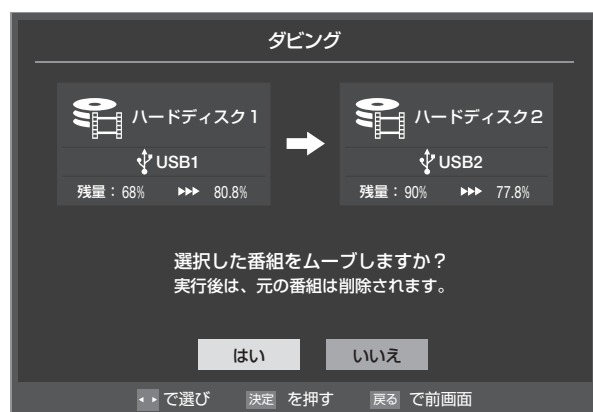 ダビング
ハードディスク1
USB1
残量：68% ▸▸▸ 80.8%
ハードディスク2
USB2
残量：90% ▸▸▸ 77.8%
選択した番組をムーブしますか？
実行後は、元の番組は削除されます。
はい
いいえ
で選び 決定 を押す 戻る で前画面